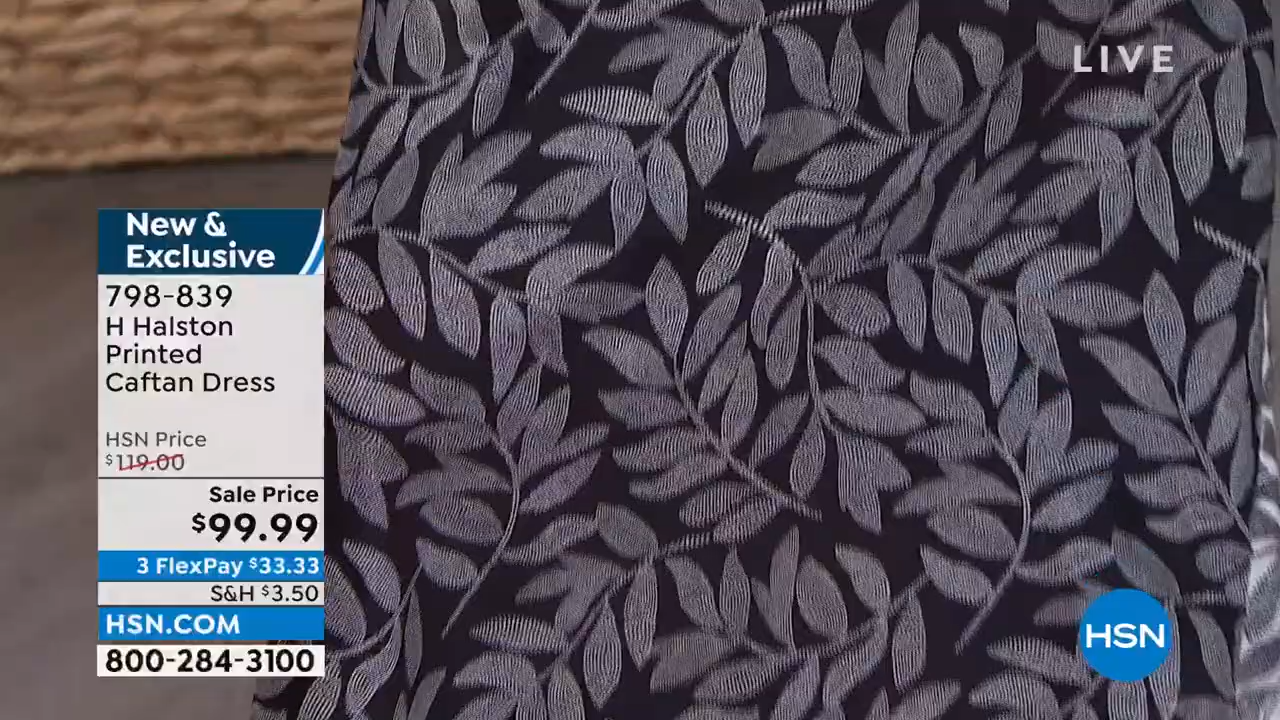 LIVE
New &
Exclusive
798-839
H Halston
Printed
Caftan Dress
HSN Price
$119.00
Sale Price
$99.99
3 FlexPay $33.33
S&H $3.50
HSN.COM
800-284-3100
HSN